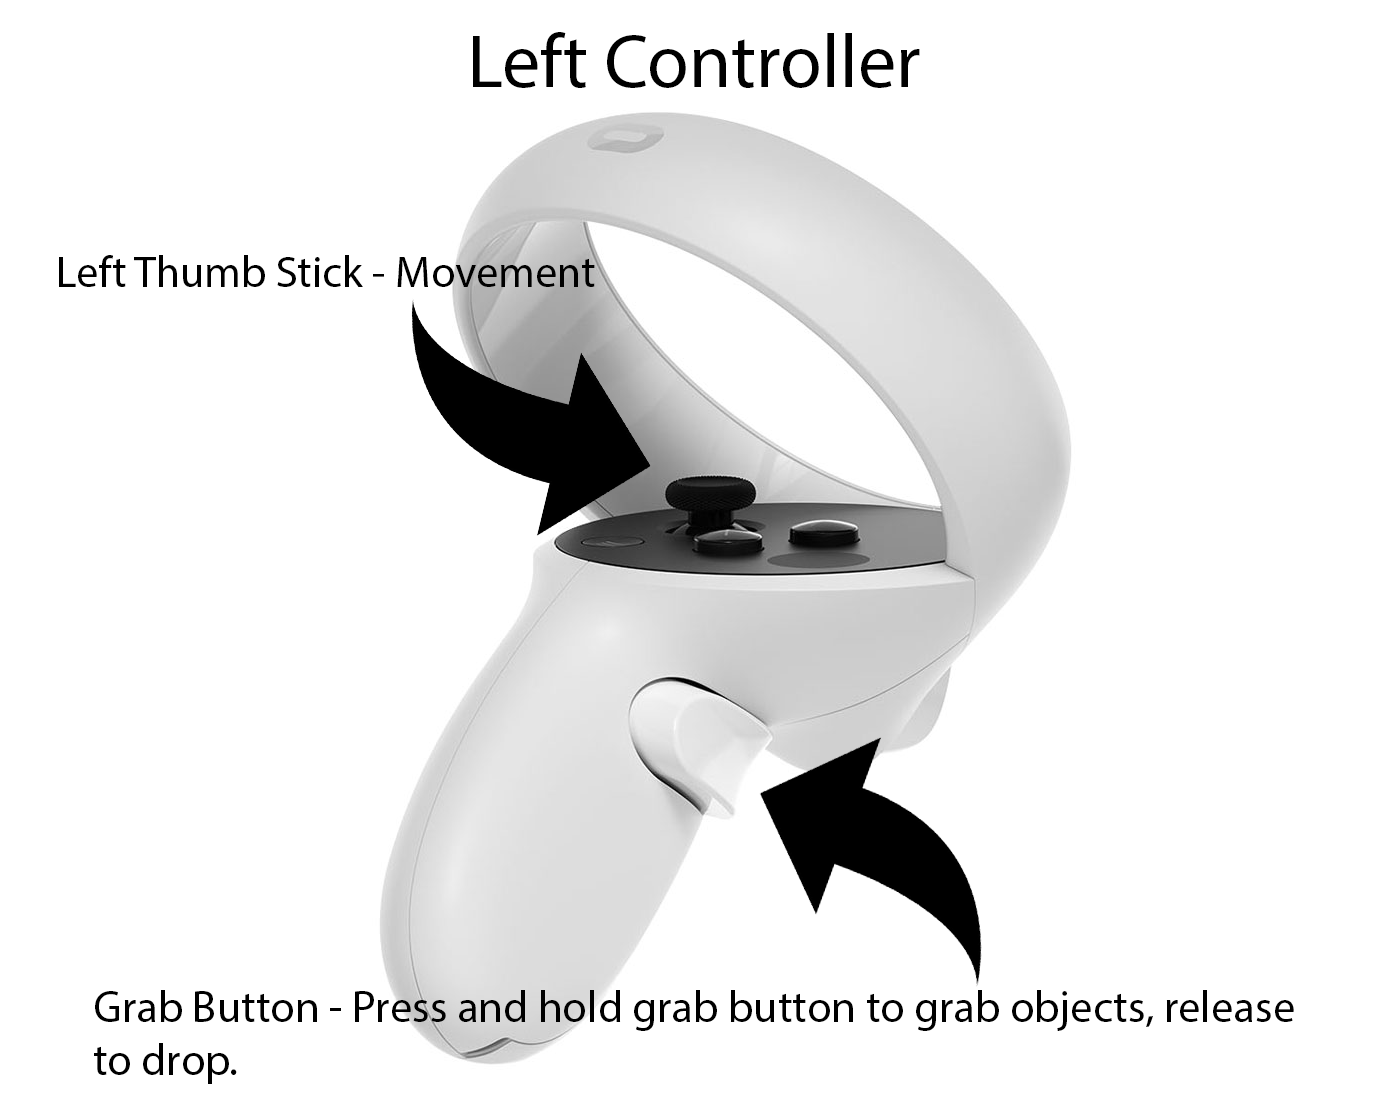 Left Controller
Left Thumb Stick - Movement
Grab Button - Press and hold grab button to grab objects, release
to drop.